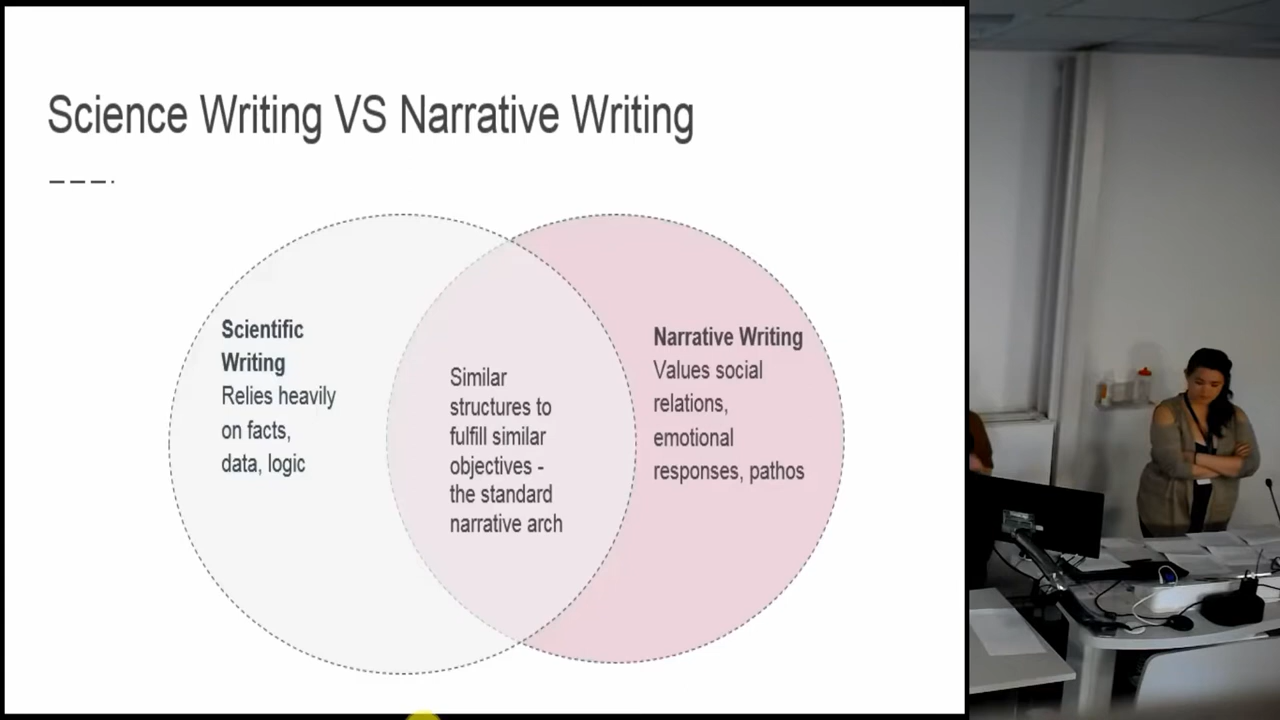 Science Writing VS Narrative Writing
Scientific
Writing
Relies heavily
on facts,
data, logic
Similar
structures to
fulfill similar
objectives -
the standard
narrative arch
Narrative Writing
Values social
relations,
emotional
responses, pathos